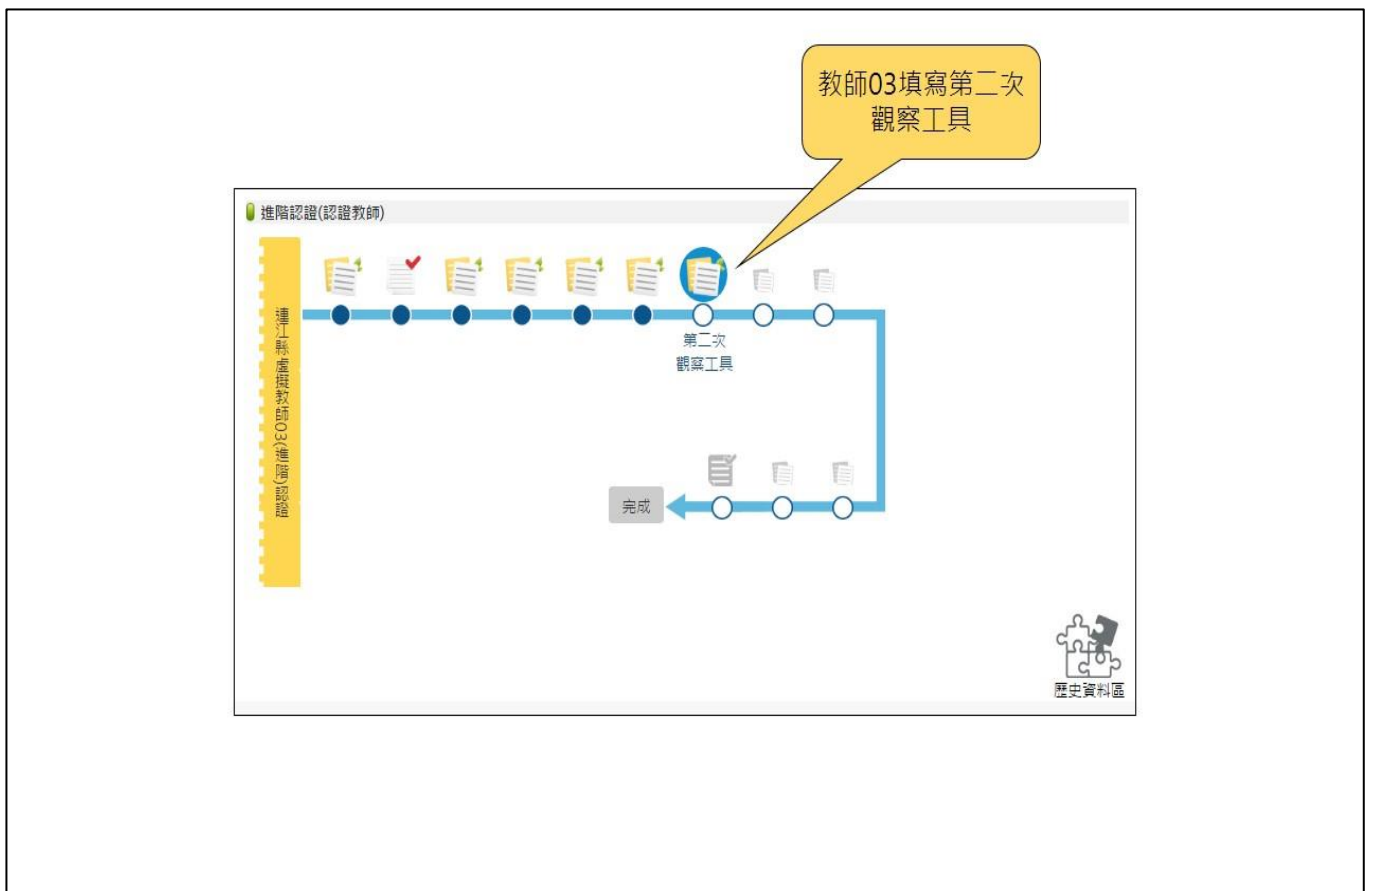 教師03填寫第二次
觀察工具
進階認證(認證教師)
連江縣虛擬教師03(進階)認證
第二次
觀察工具
完成
歷史資料區